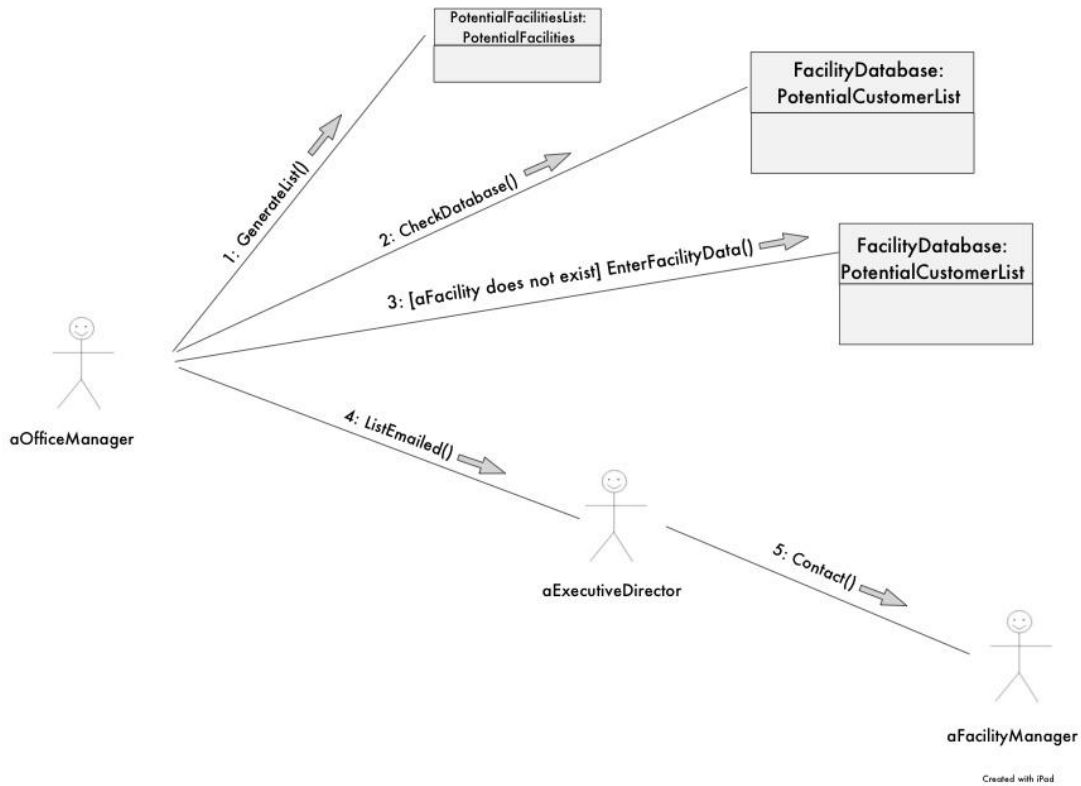 PotentialFacilitiesList:
PotentialFacilities
FacilityDatabase:
PotentialCustomerList
1: GenerateList()
2: CheckDatabase()
3: [aFacility does not exist] EnterFacilityData()
FacilityDatabase:
PotentialCustomerList
aOfficeManager
4: ListEmailed()
aExecutiveDirector
5: Contact()
aFacilityManager
Created with iPad